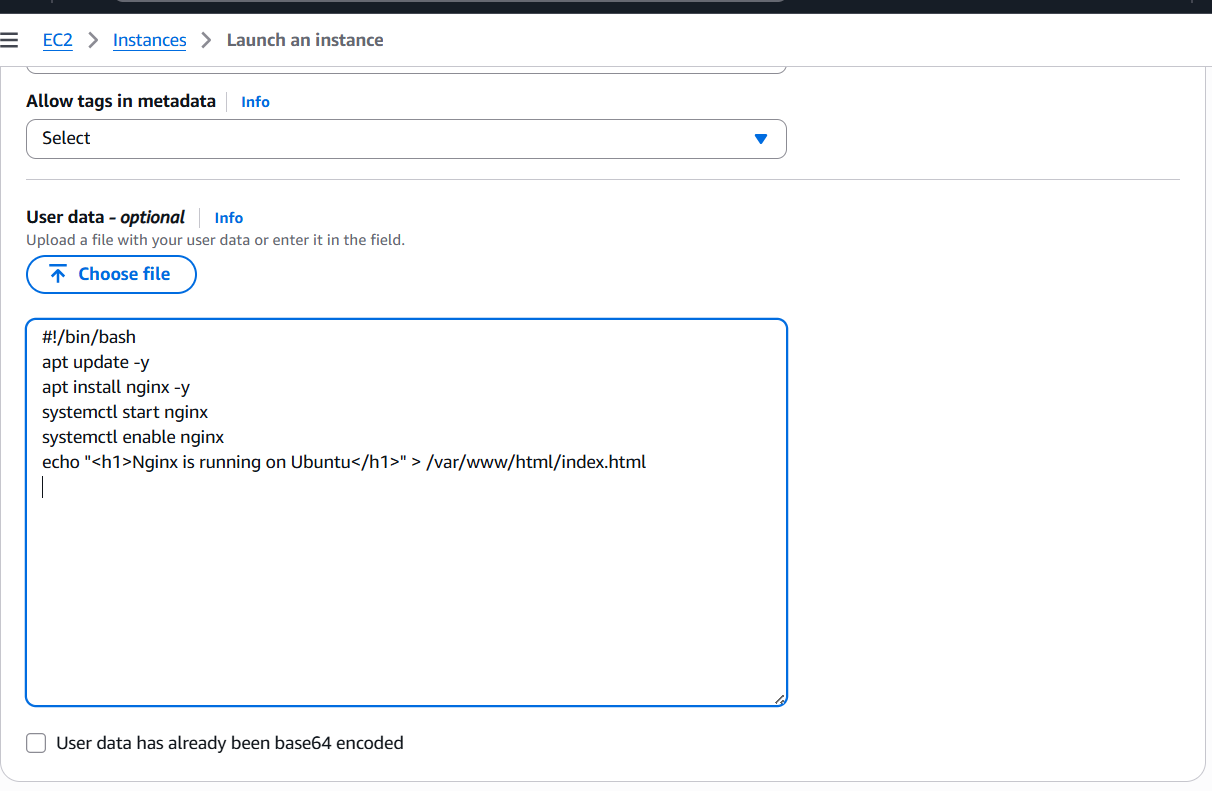 EC2 > Instances > Launch an instance
Allow tags in metadata Info
Select
User data - optional Info
Upload a file with your user data or enter it in the field.
Choose file
#!/bin/bash
apt update -y
apt install nginx -y
systemctl start nginx
systemctl enable nginx
echo "<h1>Nginx is running on Ubuntu</h1>" > /var/www/html/index.html
User data has already been base64 encoded